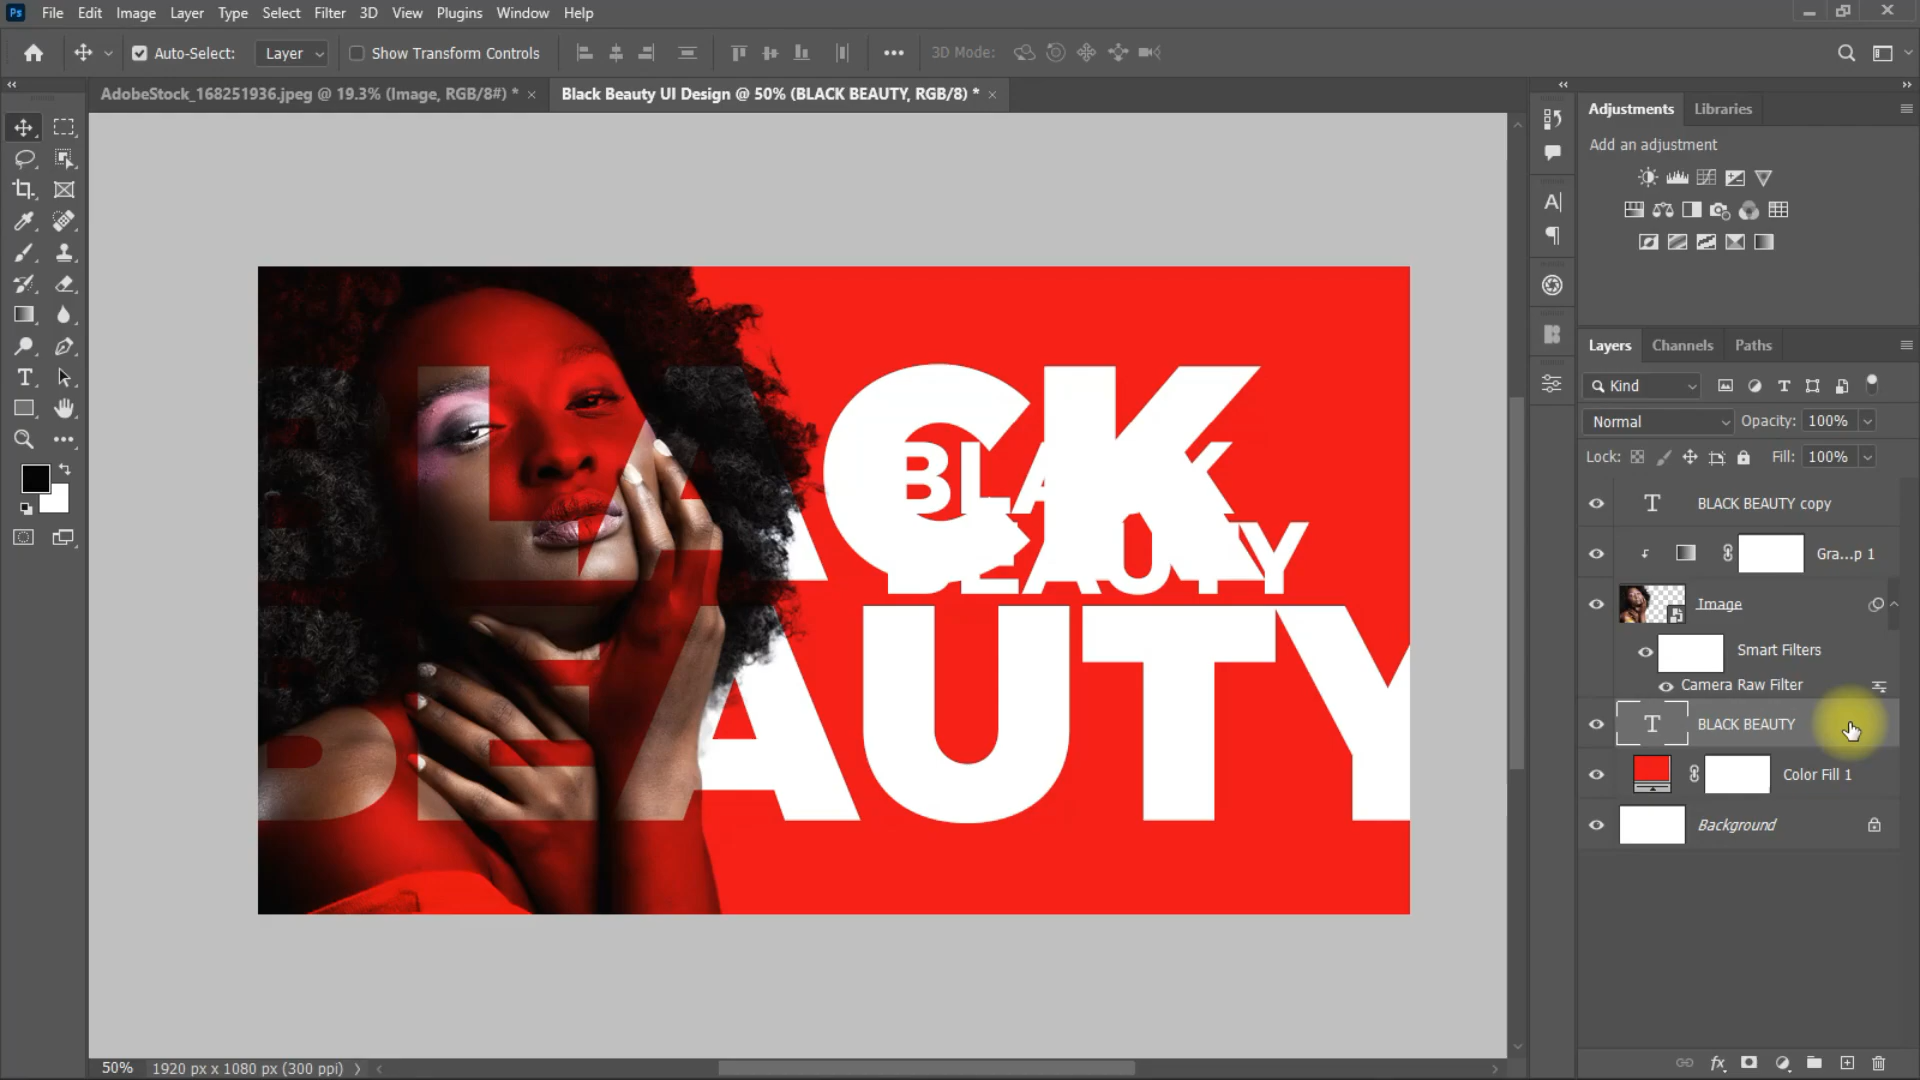 Ps File Edit Image Layer Type Select Filter 3D View Plugins Window Help
Auto-Select: Layer Show Transform Controls 3D Mode:
AdobeStock_168251936.jpeg @ 19.3% (Image, RGB/8#) * × Black Beauty UI Design @ 50% (BLACK BEAUTY, RGB/8) * ×
Adjustments Libraries
Add an adjustment
Layers Channels Paths
Kind
Normal Opacity: 100%
Lock: Fill: 100%
BLACK BEAUTY copy
Gra...p 1
Image
Smart Filters
Camera Raw Filter
BLACK BEAUTY
Color Fill 1
Background
BLACK
BEAUTY
BLACK
BEAUTY
50% 1920 px x 1080 px (300 ppi)